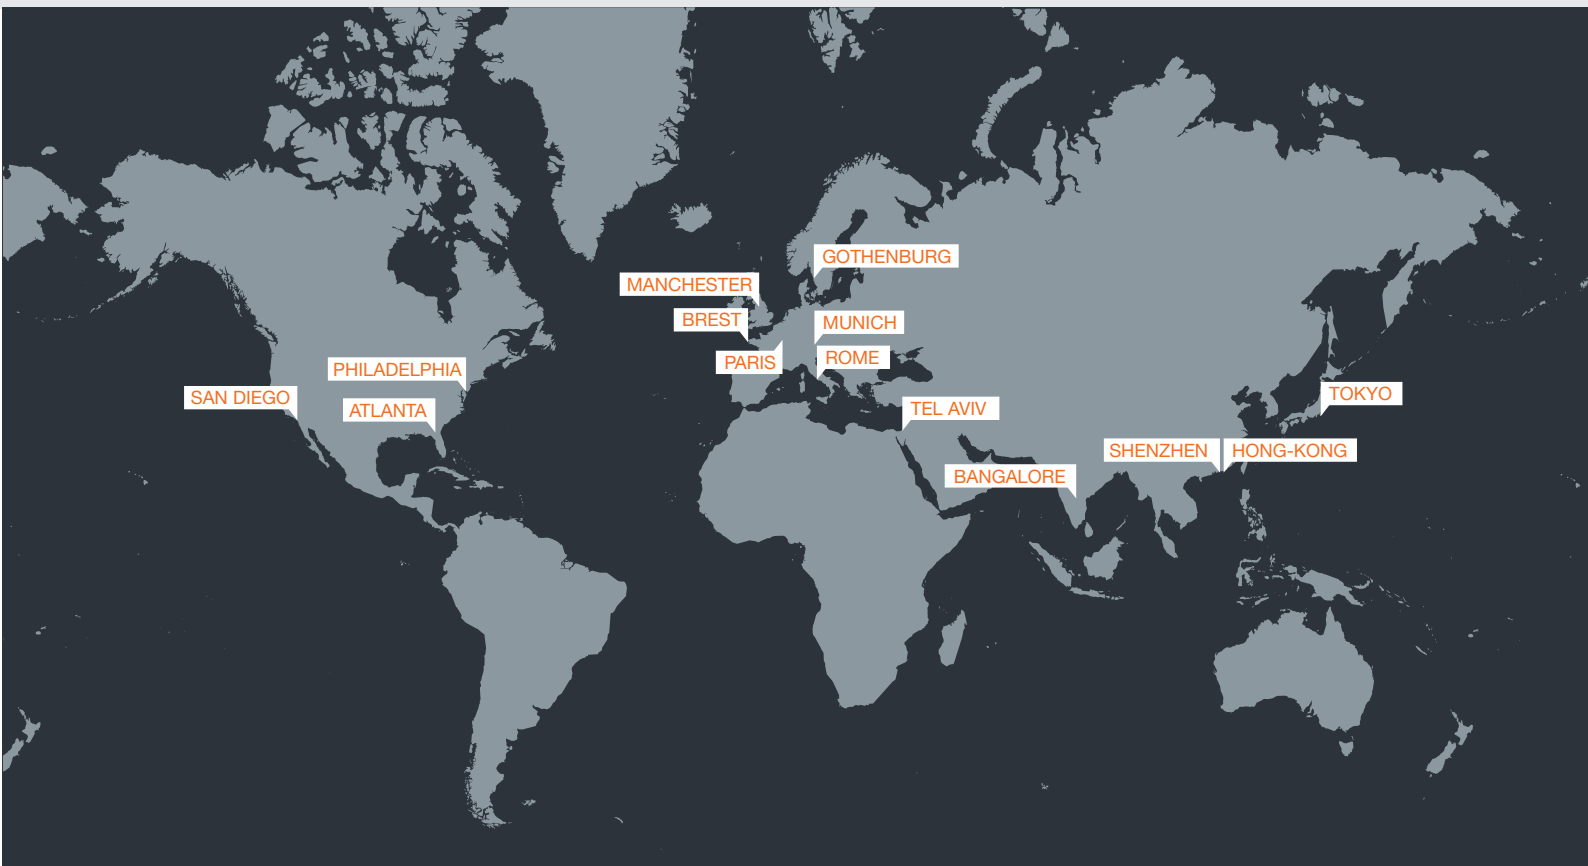 GOTHENBURG
MANCHESTER
BREST
MUNICH
PARIS
ROME
PHILADELPHIA
SAN DIEGO
ATLANTA
TEL AVIV
TOKYO
SHENZHEN
HONG-KONG
BANGALORE